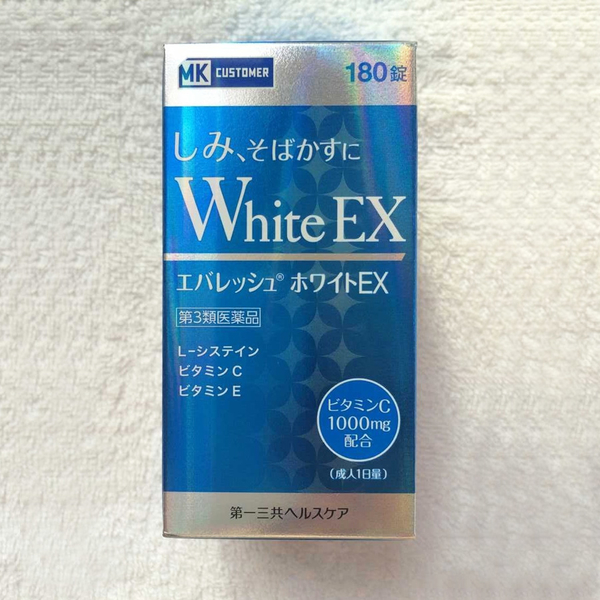 MK CUSTOMER
180錠
しみ、そばかすに
White EX
エバレッシュ® ホワイトEX
第3類医薬品
L-システイン
ビタミン C
ビタミン E
ビタミンC
1000mg
配合
(成人1日量)
第一三共ヘルスケア